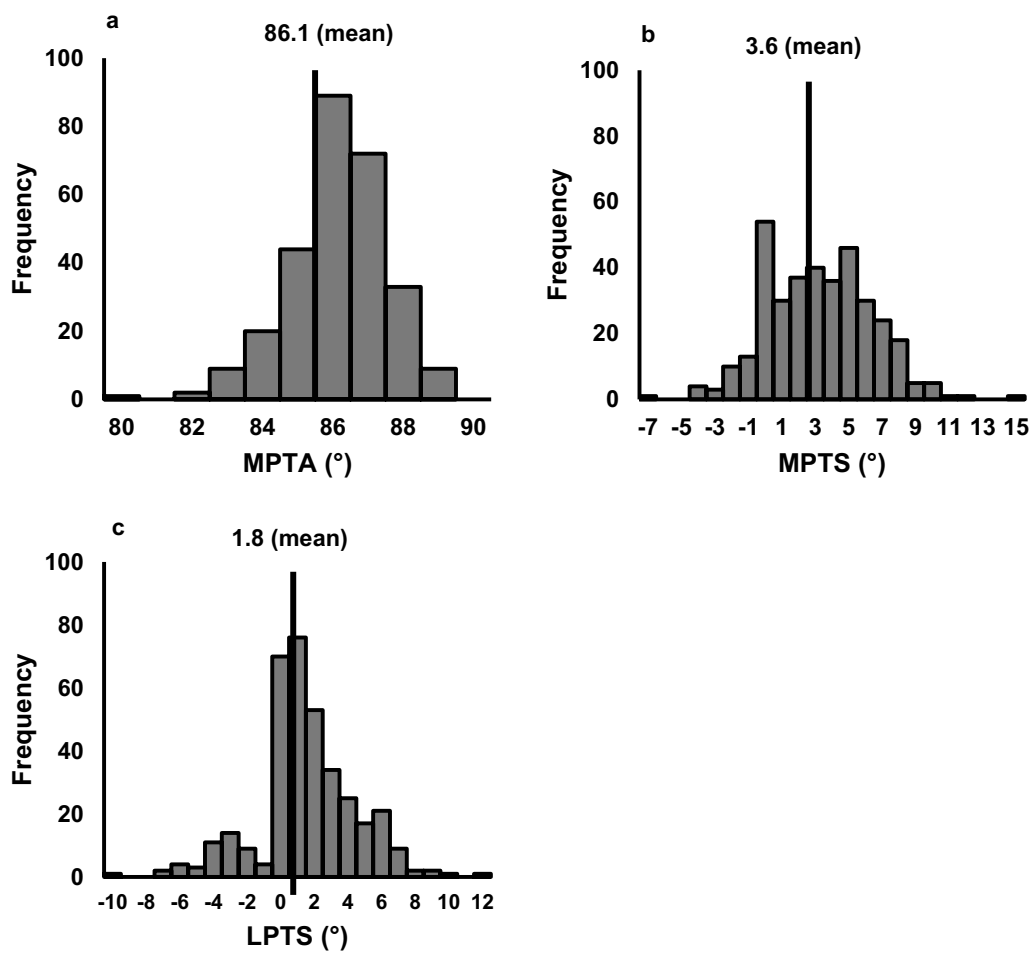 a
86.1 (mean)
100
80
60
40
20
0
Frequency
80 82 84 86 88 90
MPTA (°)
b
3.6 (mean)
100
80
60
40
20
0
Frequency
-7 -5 -3 -1 1 3 5 7 9 11 13 15
MPTS (°)
c
1.8 (mean)
100
80
60
40
20
0
Frequency
-10 -8 -6 -4 -2 0 2 4 6 8 10 12
LPTS (°)